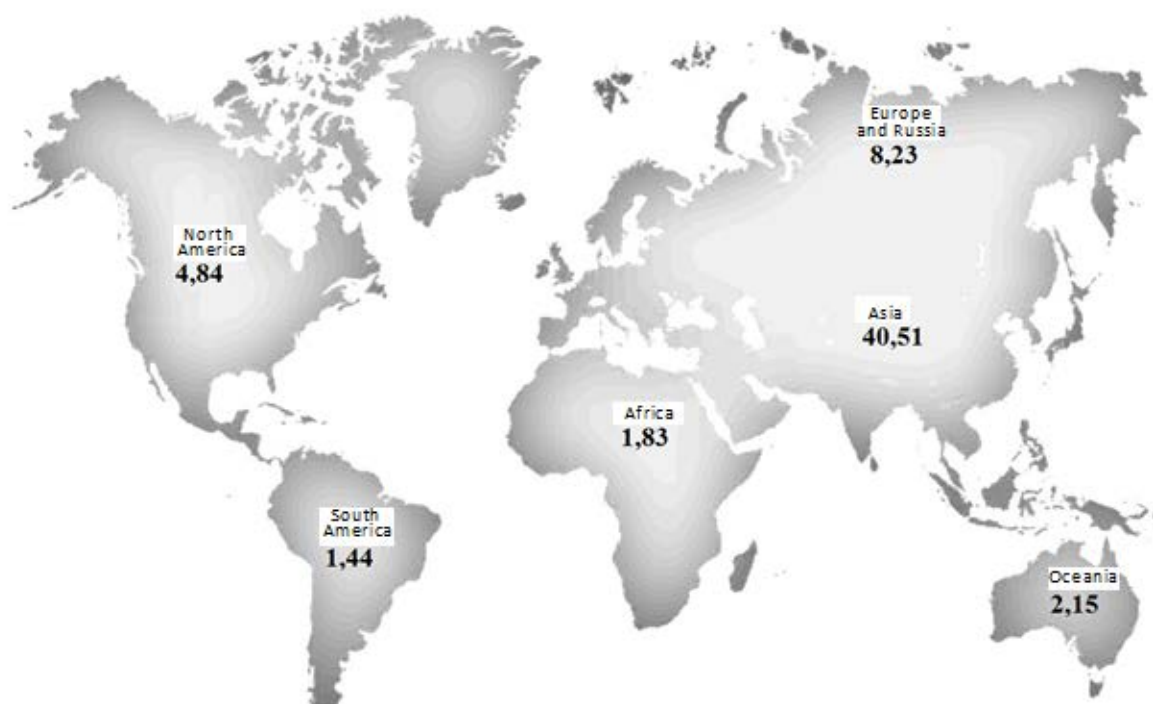 Europe
and Russia
8,23
North
America
4,84
Asia
40,51
Africa
1,83
South
America
1,44
Oceania
2,15